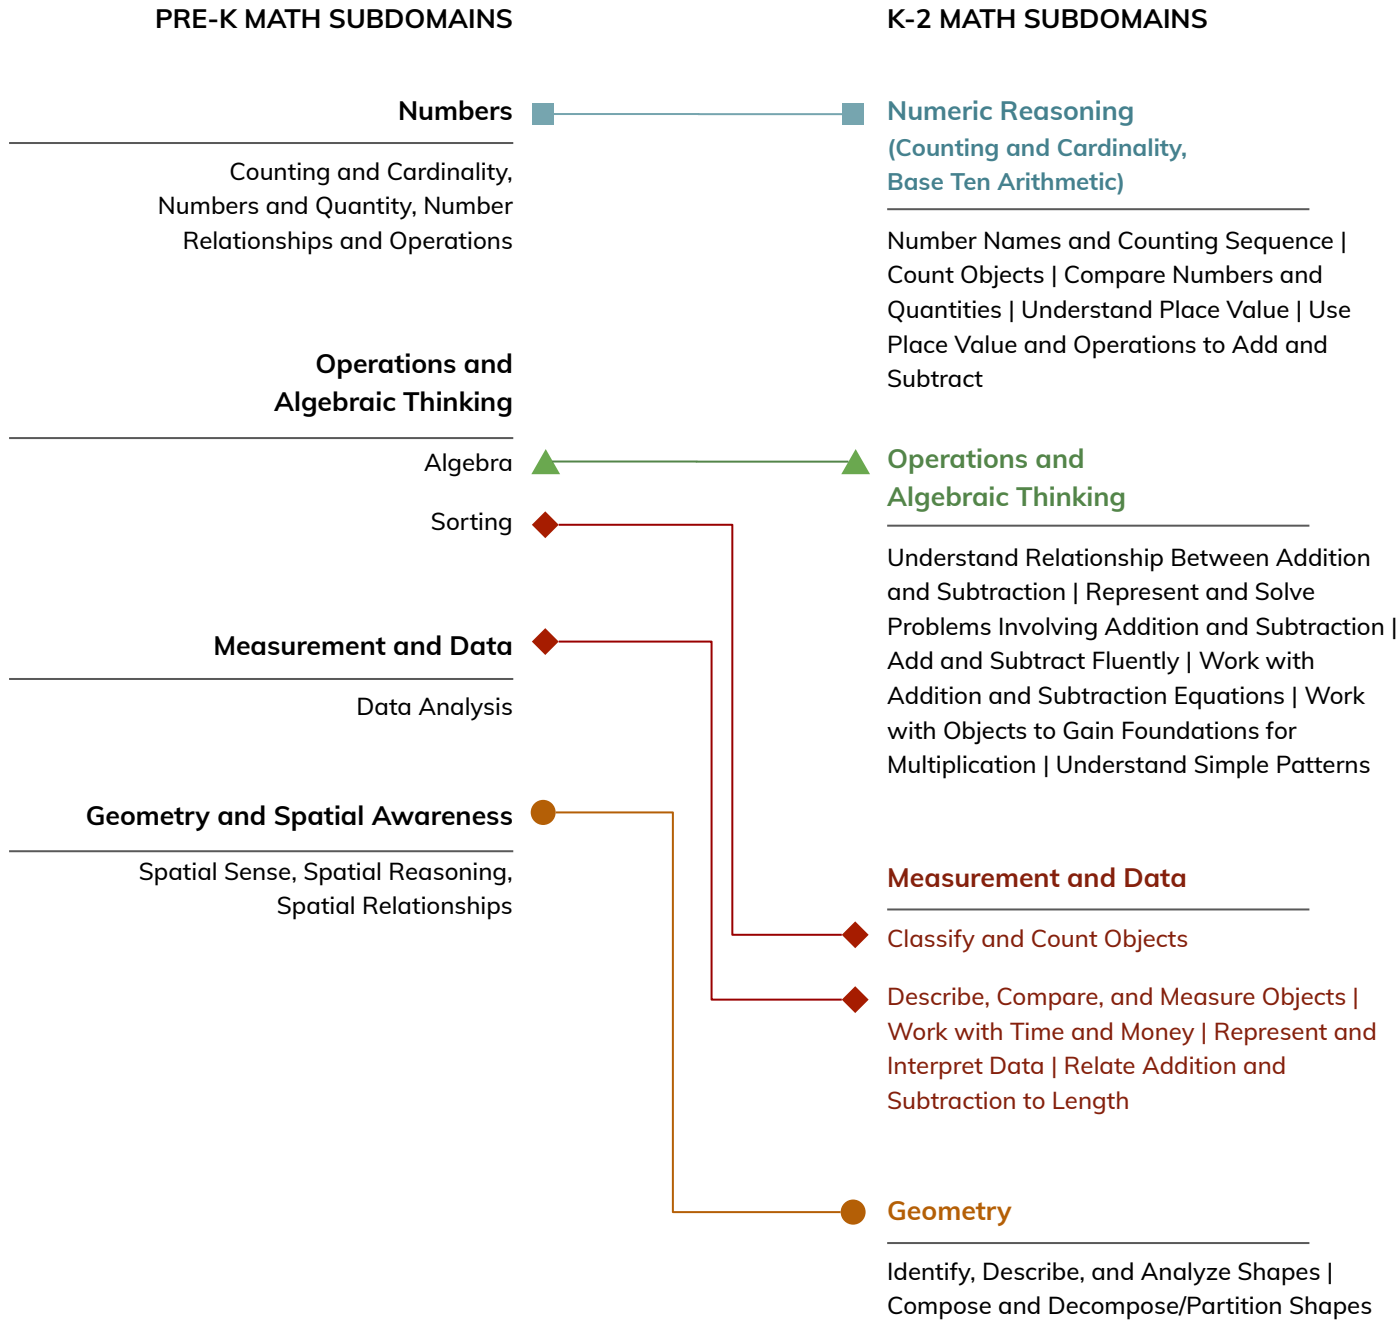 PRE-K MATH SUBDOMAINS
Numbers
Counting and Cardinality,
Numbers and Quantity, Number
Relationships and Operations
Operations and
Algebraic Thinking
Algebra
Sorting
Measurement and Data
Data Analysis
Geometry and Spatial Awareness
Spatial Sense, Spatial Reasoning,
Spatial Relationships
K-2 MATH SUBDOMAINS
Numeric Reasoning
(Counting and Cardinality,
Base Ten Arithmetic)
Number Names and Counting Sequence |
Count Objects | Compare Numbers and
Quantities | Understand Place Value | Use
Place Value and Operations to Add and
Subtract
Operations and
Algebraic Thinking
Understand Relationship Between Addition
and Subtraction | Represent and Solve
Problems Involving Addition and Subtraction |
Add and Subtract Fluently | Work with
Addition and Subtraction Equations | Work
with Objects to Gain Foundations for
Multiplication | Understand Simple Patterns
Measurement and Data
Classify and Count Objects
Describe, Compare, and Measure Objects |
Work with Time and Money | Represent and
Interpret Data | Relate Addition and
Subtraction to Length
Geometry
Identify, Describe, and Analyze Shapes |
Compose and Decompose/Partition Shapes